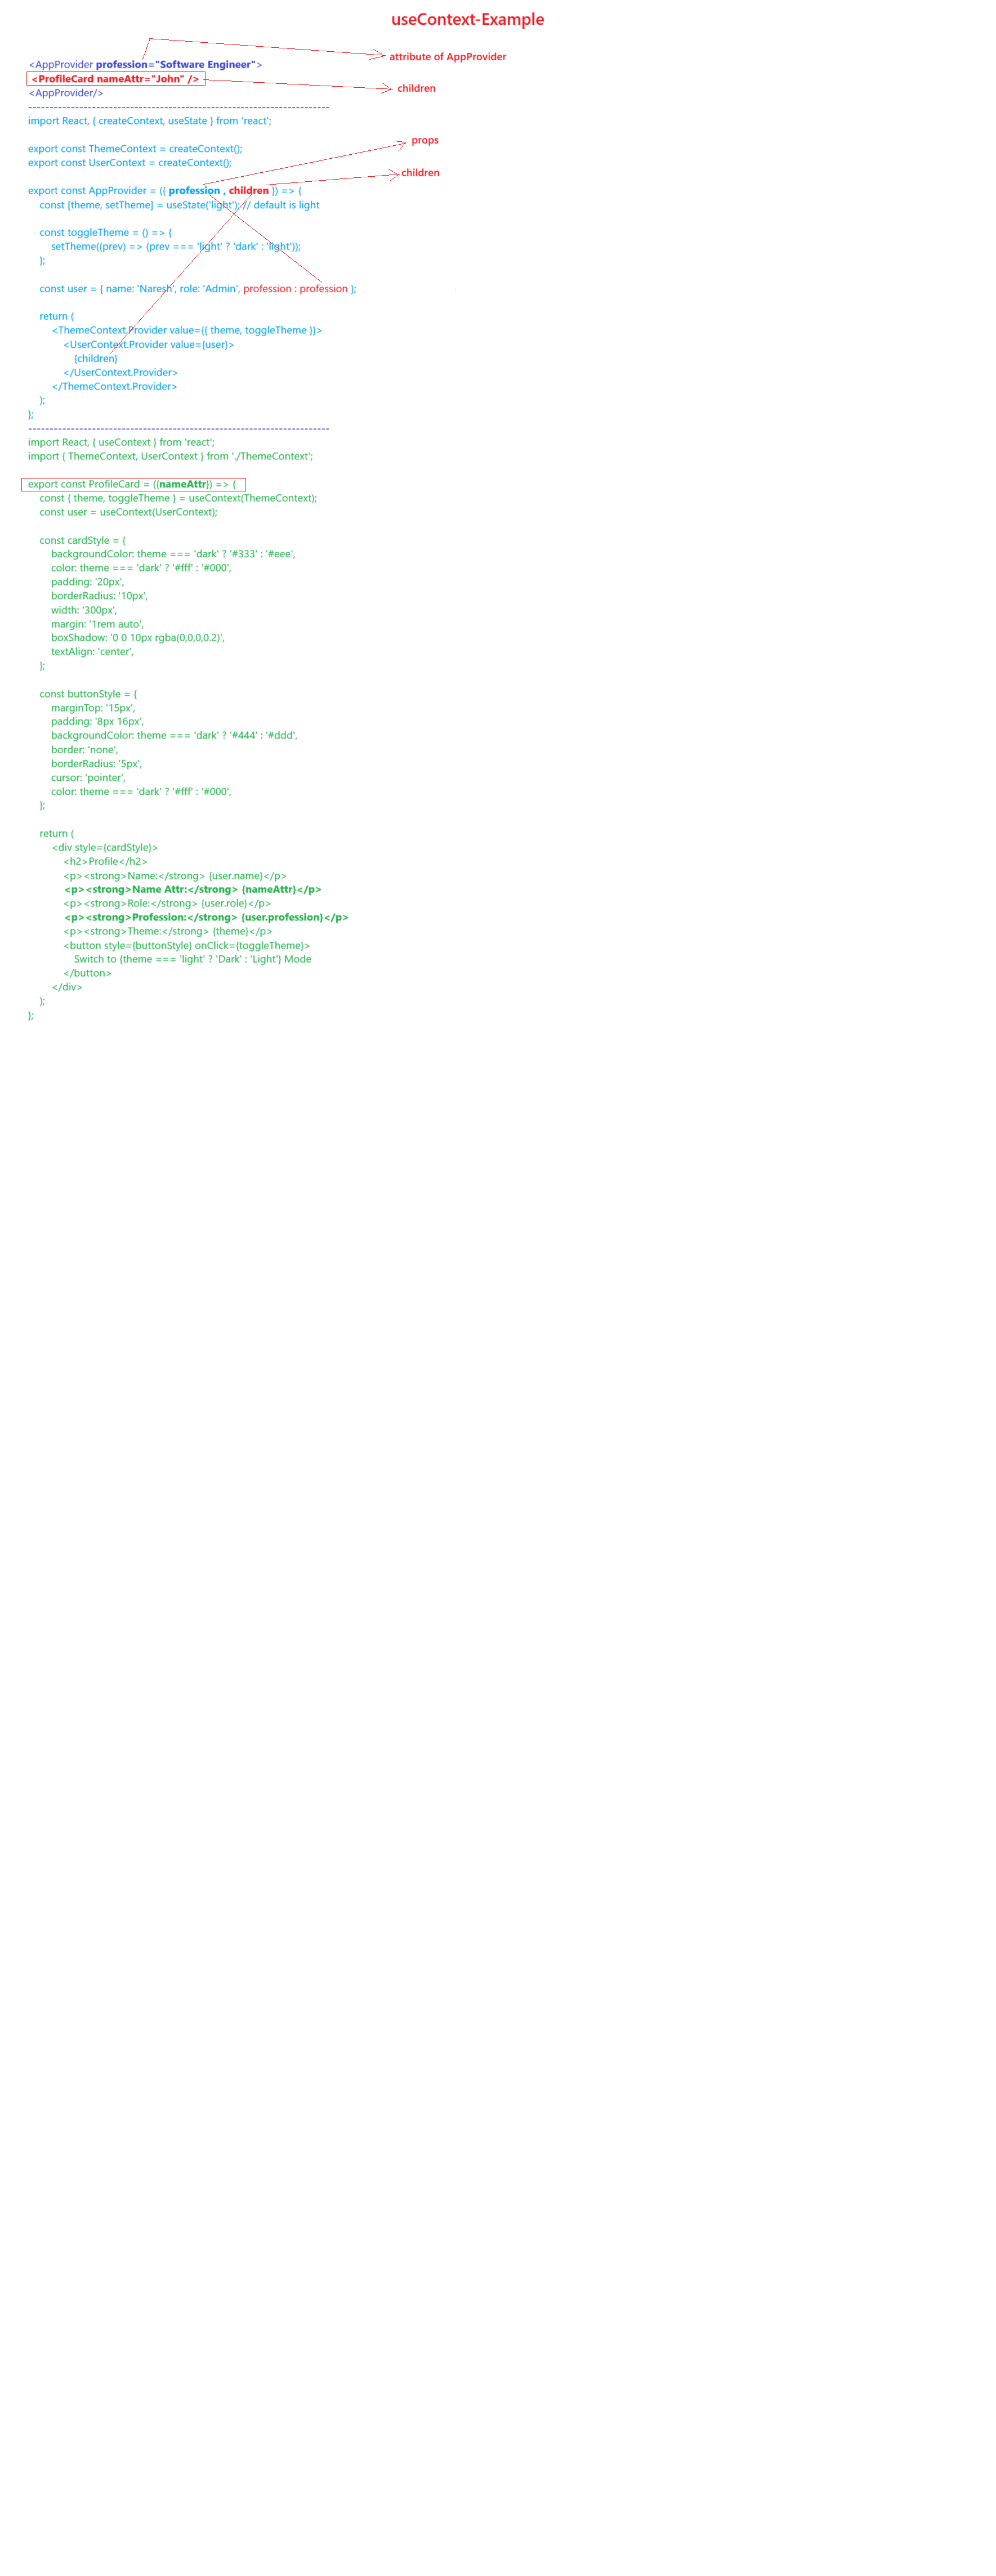 useContext-Example
<AppProvider profession="Software Engineer">
attribute of AppProvider
<ProfileCard nameAttr="John" />
children
<AppProvider/>
-----------------------------------------------------------------------
import React, { createContext, useState } from 'react';
props
export const ThemeContext = createContext();
export const UserContext = createContext();
children
export const AppProvider = ({ profession , children }) => {
const [theme, setTheme] = useState('light'); // default is light
const toggleTheme = () => {
setTheme((prev) => (prev === 'light' ? 'dark' : 'light'));
};
const user = { name: 'Naresh', role: 'Admin', profession : profession };
return (
<ThemeContext.Provider value={{ theme, toggleTheme }}>
<UserContext.Provider value={user}>
{children}
</UserContext.Provider>
</ThemeContext.Provider>
);
};
-----------------------------------------------------------------------
import React, { useContext } from 'react';
import { ThemeContext, UserContext } from './ThemeContext';
export const ProfileCard = ({nameAttr}) => {
const { theme, toggleTheme } = useContext(ThemeContext);
const user = useContext(UserContext);
const cardStyle = {
backgroundColor: theme === 'dark' ? '#333' : '#eee',
color: theme === 'dark' ? '#fff' : '#000',
padding: '20px',
borderRadius: '10px',
width: '300px',
margin: '1rem auto',
boxShadow: '0 0 10px rgba(0,0,0,0.2)',
textAlign: 'center',
};
const buttonStyle = {
marginTop: '15px',
padding: '8px 16px',
backgroundColor: theme === 'dark' ? '#444' : '#ddd',
border: 'none',
borderRadius: '5px',
cursor: 'pointer',
color: theme === 'dark' ? '#fff' : '#000',
};
return (
<div style={cardStyle}>
<h2>Profile</h2>
<p><strong>Name:</strong> {user.name}</p>
<p><strong>Name Attr:</strong> {nameAttr}</p>
<p><strong>Role:</strong> {user.role}</p>
<p><strong>Profession:</strong> {user.profession}</p>
<p><strong>Theme:</strong> {theme}</p>
<button style={buttonStyle} onClick={toggleTheme}>
Switch to {theme === 'light' ? 'Dark' : 'Light'} Mode
</button>
</div>
);
};